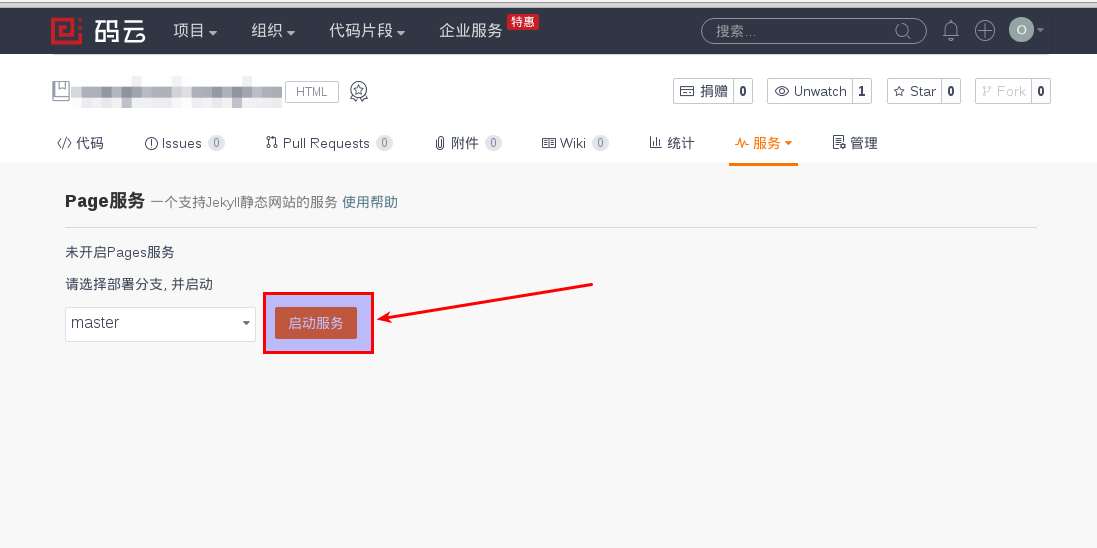 码云 项目 组织 代码片段 企业服务 特惠 搜索... O
HTML 捐赠 0 Unwatch 1 Star 0 Fork 0
代码 Issues 0 Pull Requests 0 附件 0 Wiki 0 统计 服务 管理
Page服务 一个支持Jekyll静态网站的服务 使用帮助
未开启Pages服务
请选择部署分支, 并启动
master 启动服务